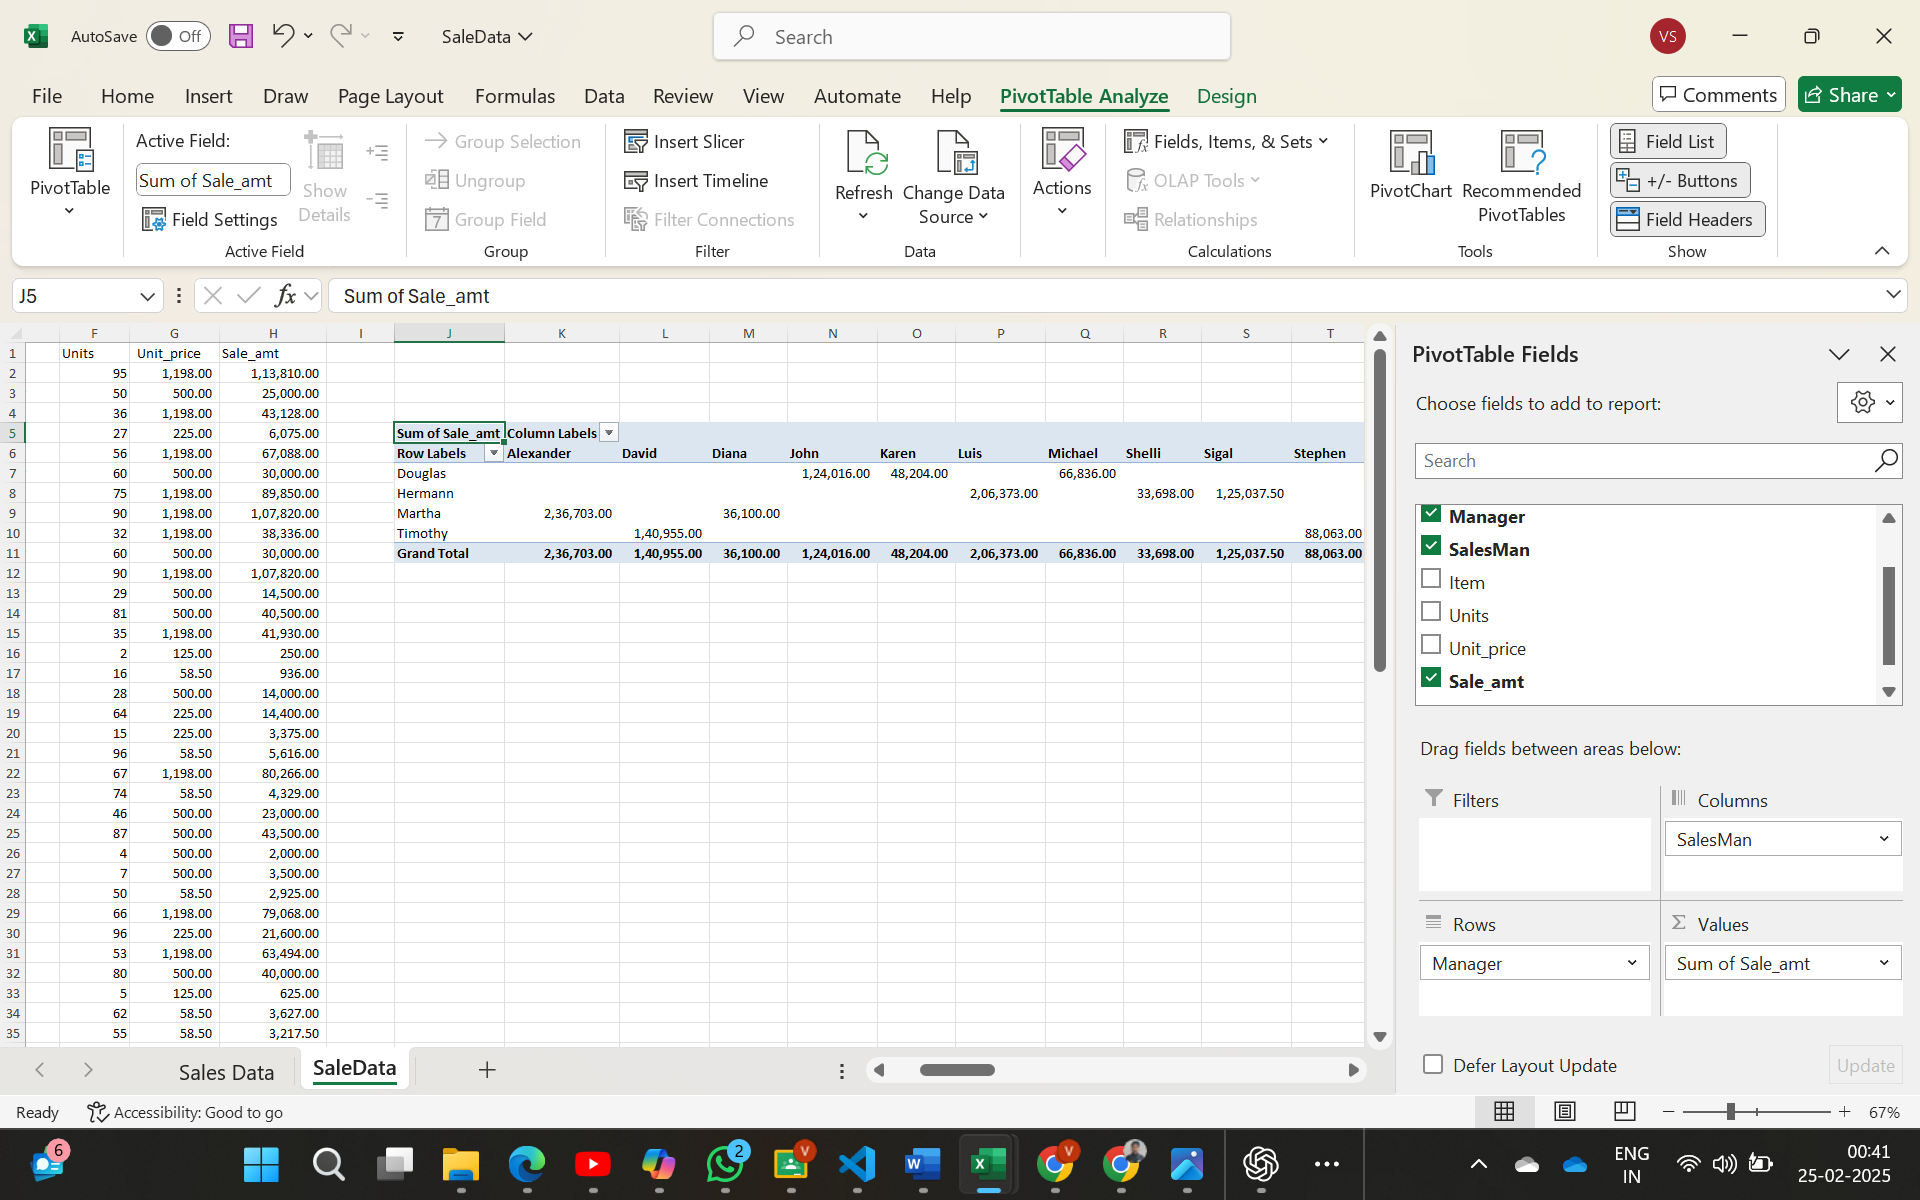 AutoSave Off SaleData Search VS
File Home Insert Draw Page Layout Formulas Data Review View Automate Help PivotTable Analyze Design Comments Share
PivotTable
Active Field:
Sum of Sale_amt
Field Settings
Show Details
Active Field
Group Selection
Ungroup
Group Field
Group
Insert Slicer
Insert Timeline
Filter Connections
Filter
Refresh
Change Data Source
Data
Actions
Fields, Items, & Sets
OLAP Tools
Relationships
Calculations
PivotChart
Recommended PivotTables
Tools
Field List
+/- Buttons
Field Headers
Show
J5 fx Sum of Sale_amt
F G H I J K L M N O P Q R S T
1 Units Unit_price Sale_amt
2 95 1,198.00 1,13,810.00
3 50 500.00 25,000.00
4 36 1,198.00 43,128.00
5 27 225.00 6,075.00 Sum of Sale_amt Column Labels
6 56 1,198.00 67,088.00 Row Labels Alexander David Diana John Karen Luis Michael Shelli Sigal Stephen
7 60 500.00 30,000.00 Douglas 1,24,016.00 48,204.00 66,836.00
8 75 1,198.00 89,850.00 Hermann 2,06,373.00 33,698.00 1,25,037.50
9 90 1,198.00 1,07,820.00 Martha 2,36,703.00 36,100.00
10 32 1,198.00 38,336.00 Timothy 1,40,955.00 88,063.00
11 60 500.00 30,000.00 Grand Total 2,36,703.00 1,40,955.00 36,100.00 1,24,016.00 48,204.00 2,06,373.00 66,836.00 33,698.00 1,25,037.50 88,063.00
12 90 1,198.00 1,07,820.00
13 29 500.00 14,500.00
14 81 500.00 40,500.00
15 35 1,198.00 41,930.00
16 2 125.00 250.00
17 16 58.50 936.00
18 28 500.00 14,000.00
19 64 225.00 14,400.00
20 15 225.00 3,375.00
21 96 58.50 5,616.00
22 67 1,198.00 80,266.00
23 74 58.50 4,329.00
24 46 500.00 23,000.00
25 87 500.00 43,500.00
26 4 500.00 2,000.00
27 7 500.00 3,500.00
28 50 58.50 2,925.00
29 66 1,198.00 79,068.00
30 96 225.00 21,600.00
31 53 1,198.00 63,494.00
32 80 500.00 40,000.00
33 5 125.00 625.00
34 62 58.50 3,627.00
35 55 58.50 3,217.50
PivotTable Fields
Choose fields to add to report:
Search
Manager
SalesMan
Item
Units
Unit_price
Sale_amt
Drag fields between areas below:
Filters Columns
SalesMan
Rows Values
Manager Sum of Sale_amt
Defer Layout Update Update
Sales Data SaleData
Ready Accessibility: Good to go 67%
6 2 V V
ENG
IN
00:41
25-02-2025